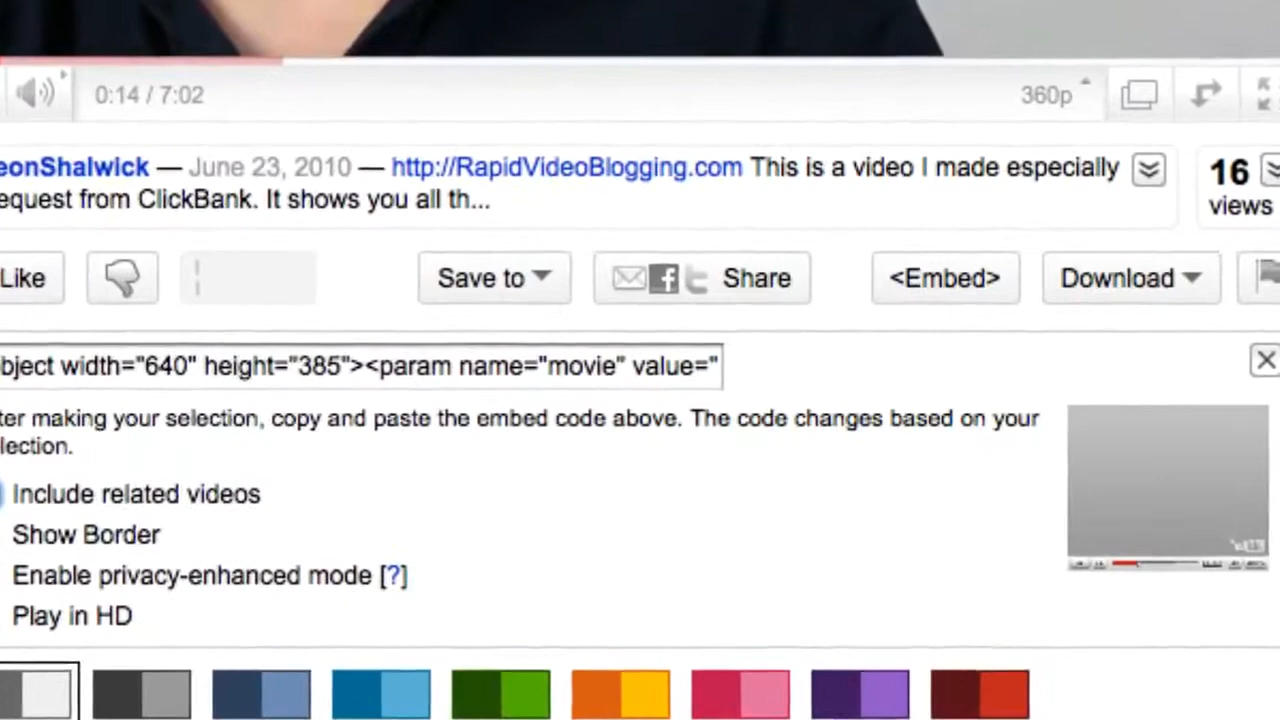 0:14 / 7:02
360p
eonShalwick — June 23, 2010 — http://RapidVideoBlogging.com This is a video I made especially
equest from ClickBank. It shows you all th...
16
views
Like
Save to
Share
<Embed>
Download
bject width="640" height="385"><param name="movie" value="
ter making your selection, copy and paste the embed code above. The code changes based on your
lection.
Include related videos
Show Border
Enable privacy-enhanced mode [?]
Play in HD